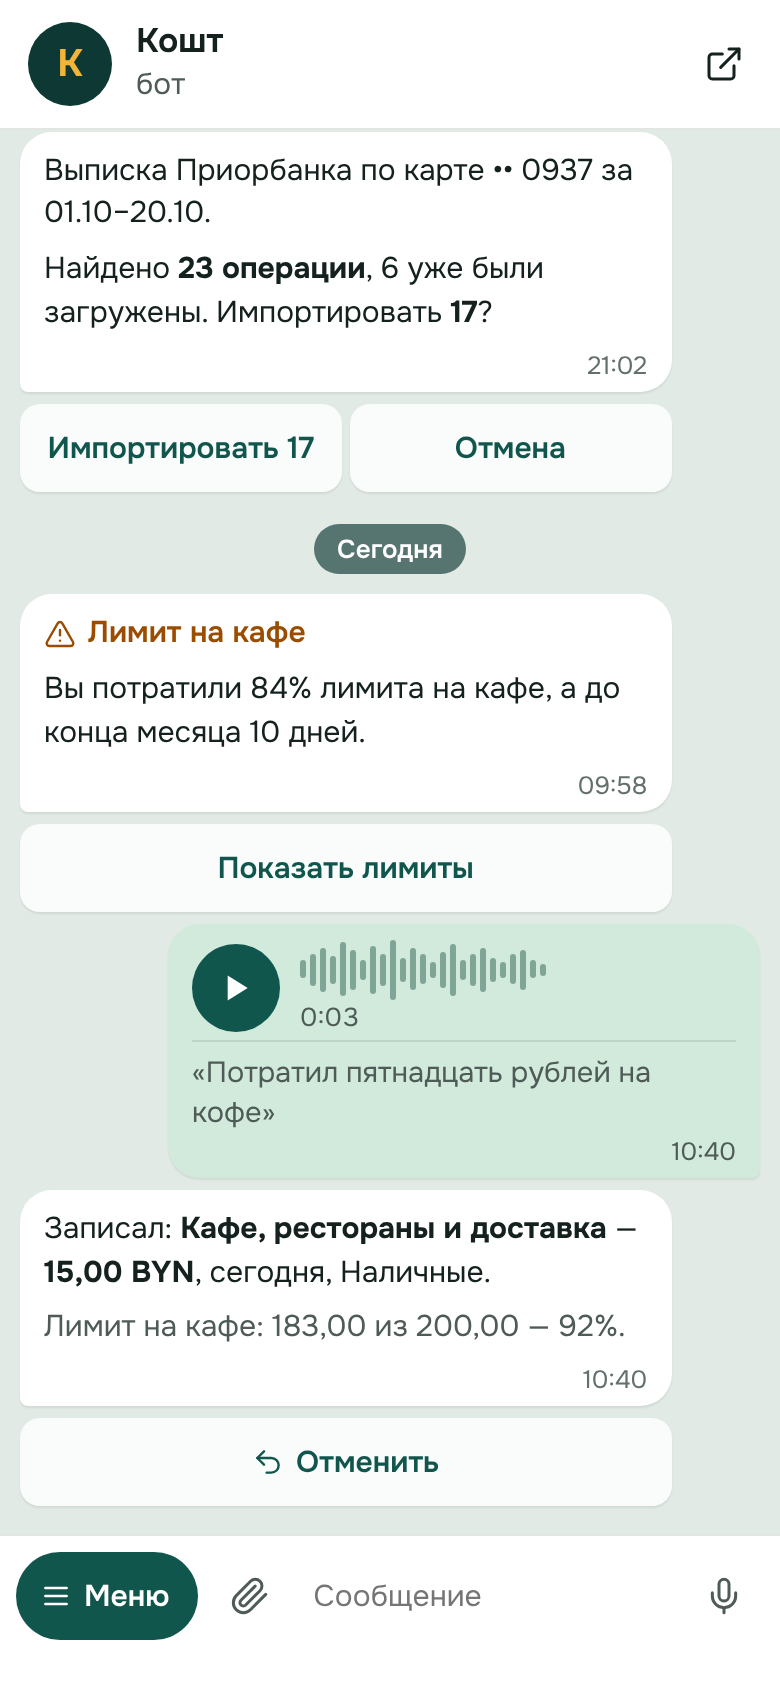 К
Кошт
бот
Выписка Приорбанка по карте •• 0937 за
01.10–20.10.
Найдено 23 операции, 6 уже были
загружены. Импортировать 17?
21:02
Импортировать 17
Отмена
Сегодня
Лимит на кафе
Вы потратили 84% лимита на кафе, а до
конца месяца 10 дней.
09:58
Показать лимиты
0:03
«Потратил пятнадцать рублей на
кофе»
10:40
Записал: Кафе, рестораны и доставка —
15,00 BYN, сегодня, Наличные.
Лимит на кафе: 183,00 из 200,00 — 92%.
10:40
Отменить
Меню
Сообщение